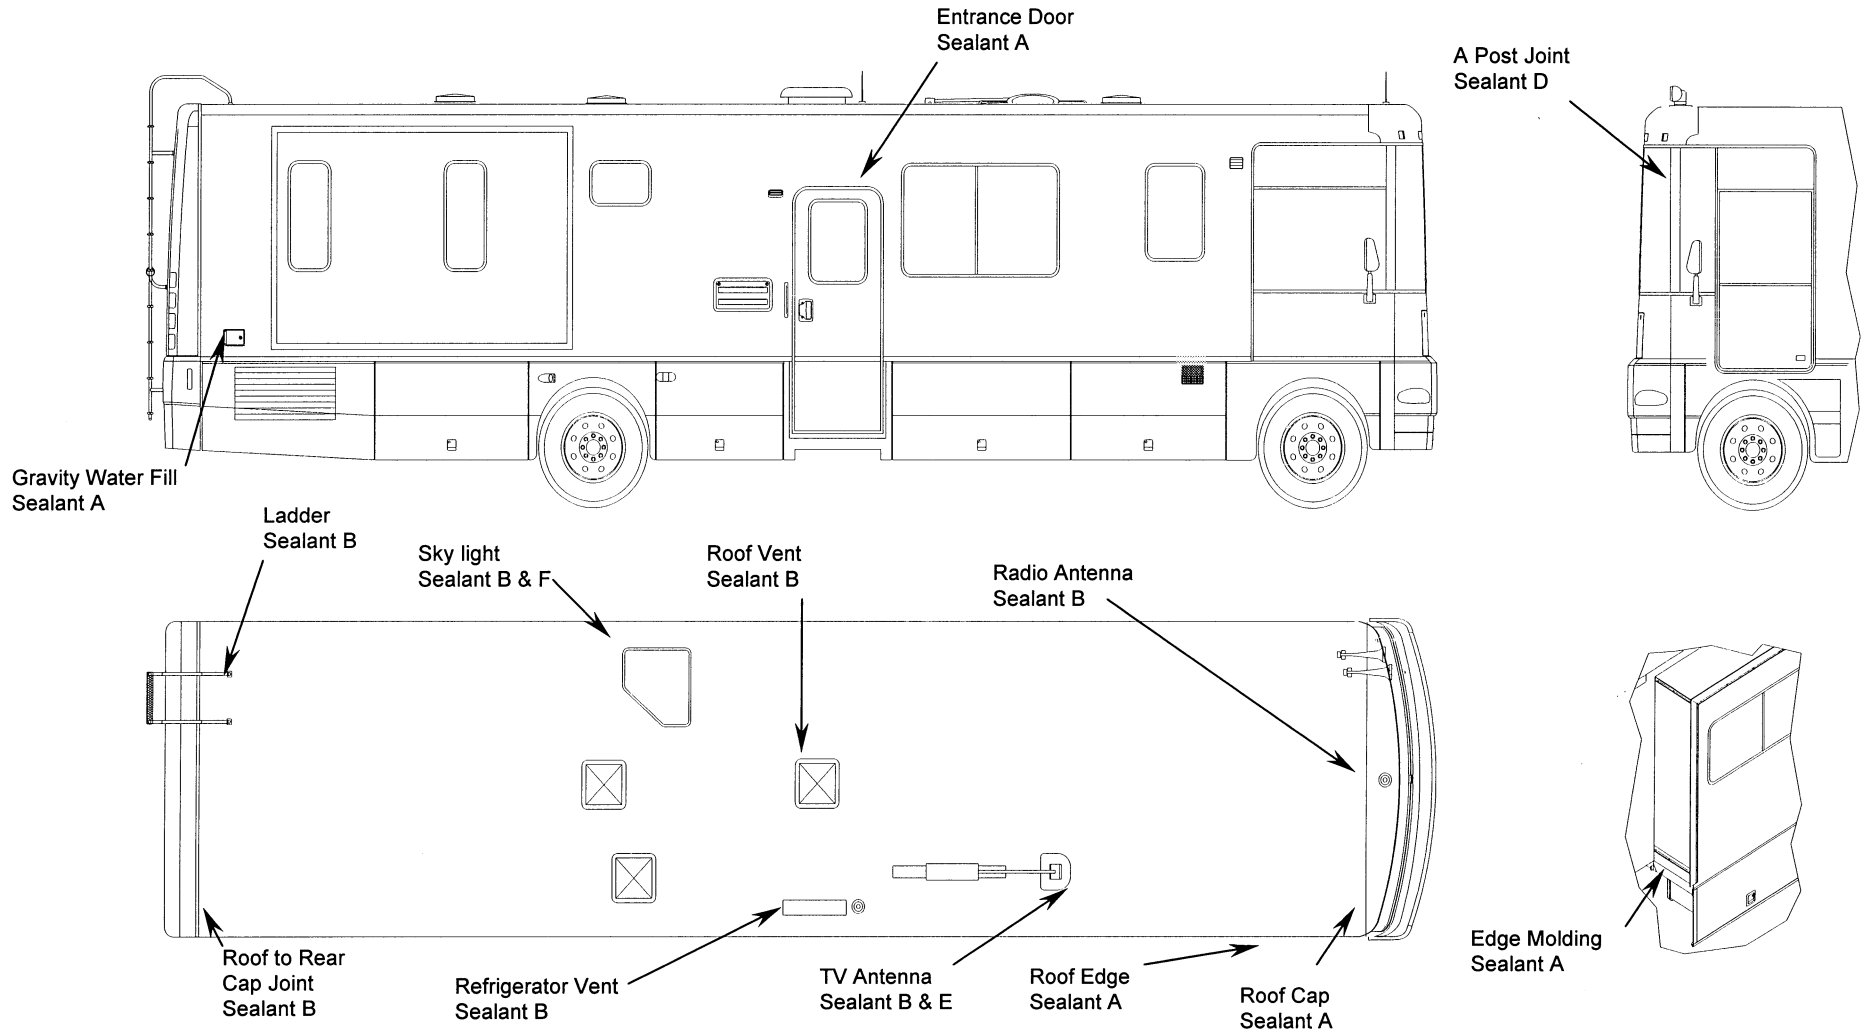 Entrance Door
Sealant A
A Post Joint
Sealant D
Gravity Water Fill
Sealant A
Ladder
Sealant B
Sky light
Sealant B & F
Roof Vent
Sealant B
Radio Antenna
Sealant B
Roof to Rear
Cap Joint
Sealant B
Refrigerator Vent
Sealant B
TV Antenna
Sealant B & E
Roof Edge
Sealant A
Roof Cap
Sealant A
Edge Molding
Sealant A